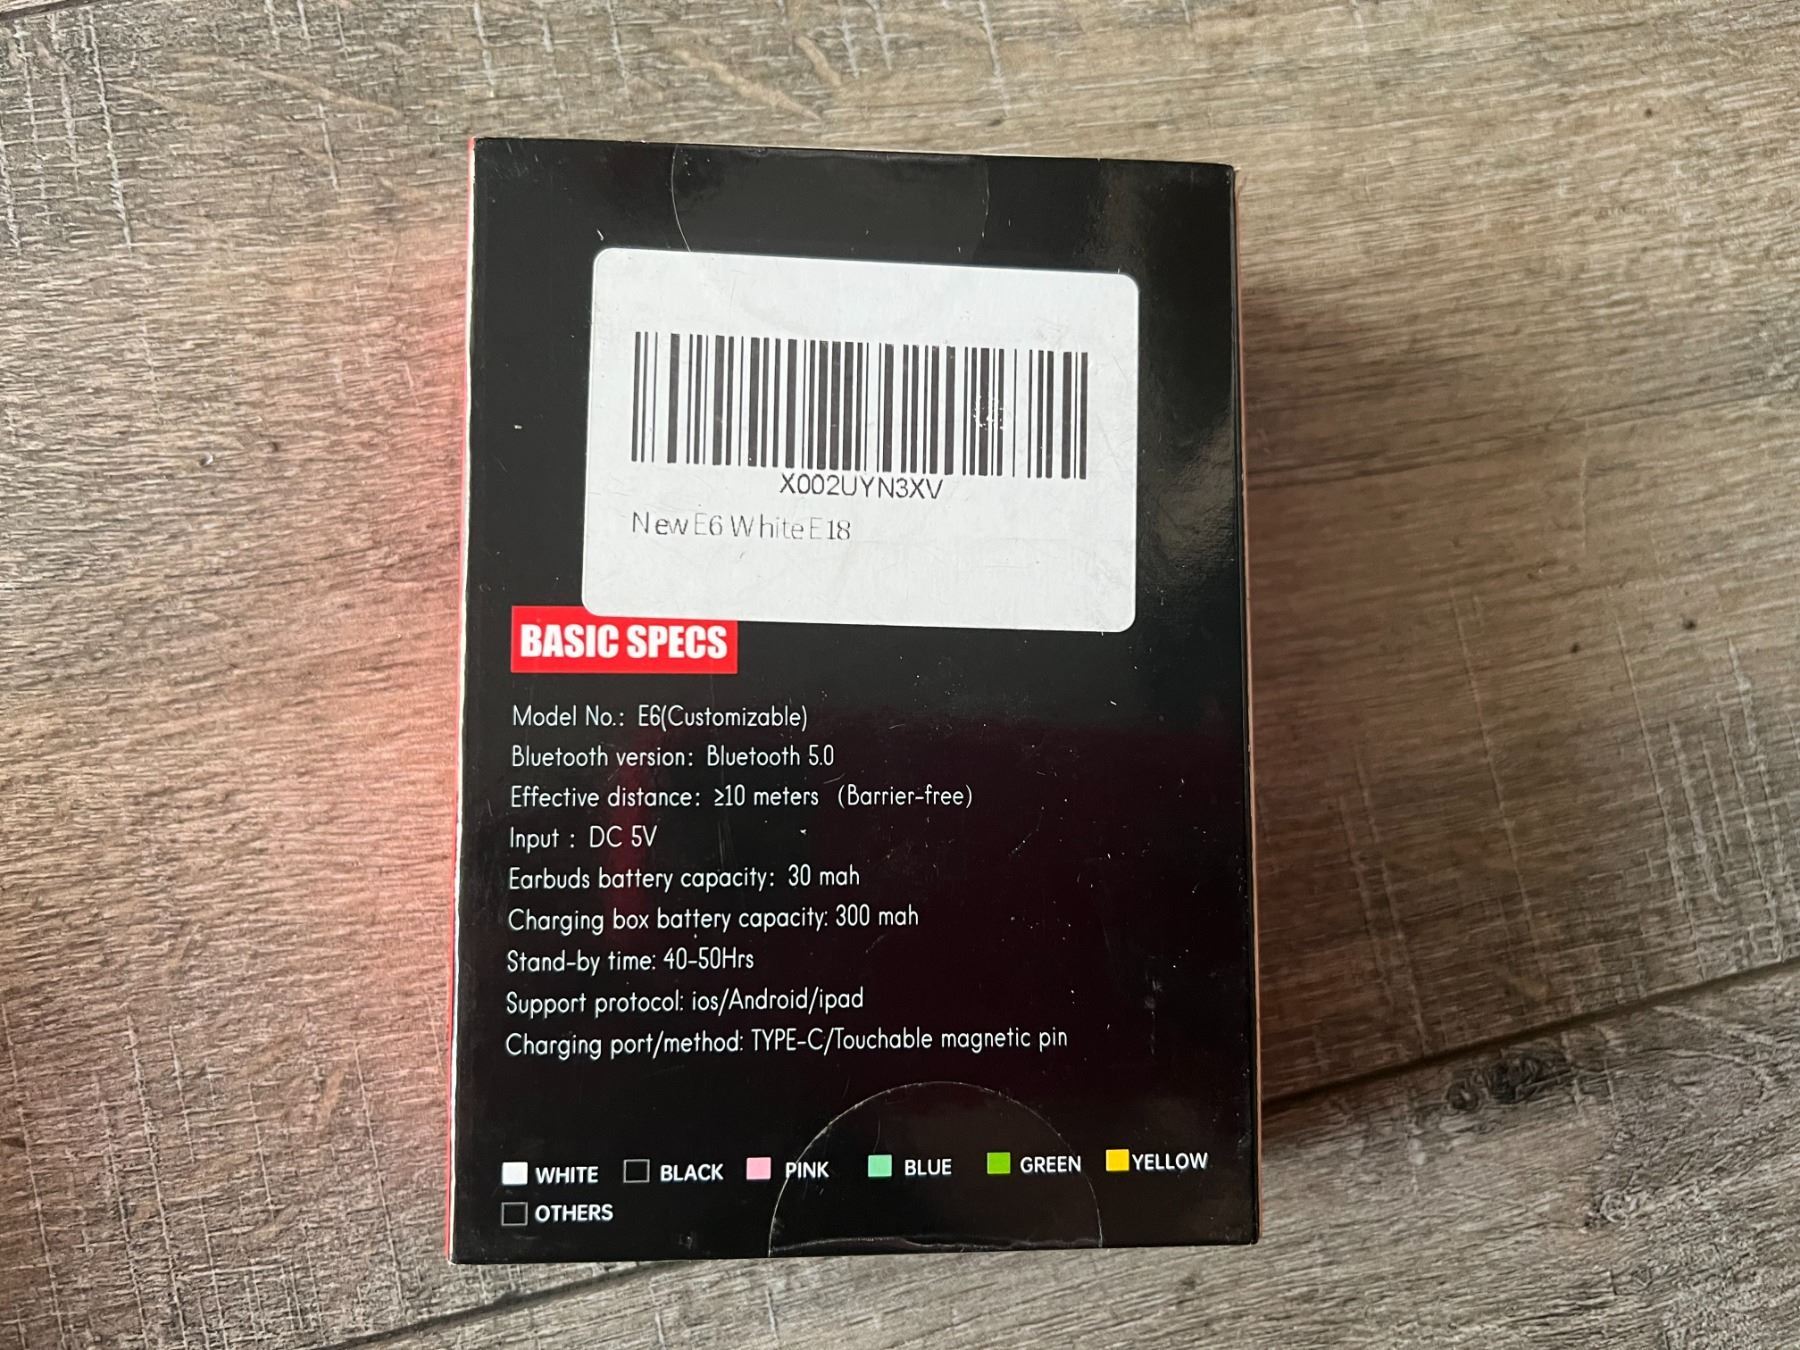 X002UYN3XV
New E6 White E18
BASIC SPECS
Model No.: E6(Customizable)
Bluetooth version: Bluetooth 5.0
Effective distance: ≥10 meters (Barrier-free)
Input : DC 5V
Earbuds battery capacity: 30 mah
Charging box battery capacity: 300 mah
Stand-by time: 40-50Hrs
Support protocol: ios/Android/ipad
Charging port/method: TYPE-C/Touchable magnetic pin
WHITE BLACK PINK BLUE GREEN YELLOW
OTHERS